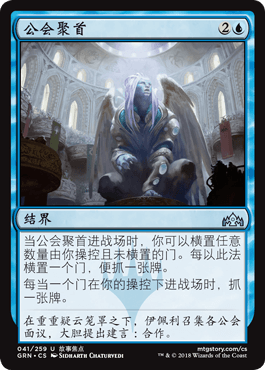 公会聚首 2
结界
当公会聚首进战场时，你可以横置任意
数量由你操控且未横置的门。每以此法
横置一个门，便抓一张牌。
每当一个门在你的操控下进战场时，抓
一张牌。
在重重疑云笼罩之下，伊佩利召集各公会
会议，大胆提出建言：合作。
041/259 U 故事焦点
GRN • CS SIDHARTH CHATURVEDI
mtgstory.com/cs
™ & © 2018 Wizards of the Coast